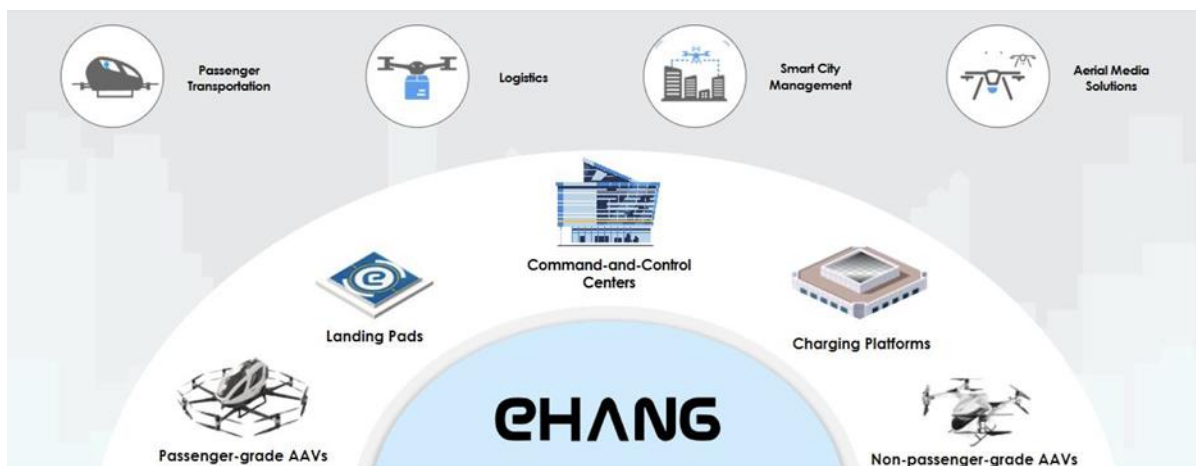 Passenger
Transportation
Logistics
Smart City
Management
Aerial Media
Solutions
Command-and-Control
Centers
Landing Pads
Charging Platforms
Passenger-grade AAVs
eHANG
Non-passenger-grade AAVs